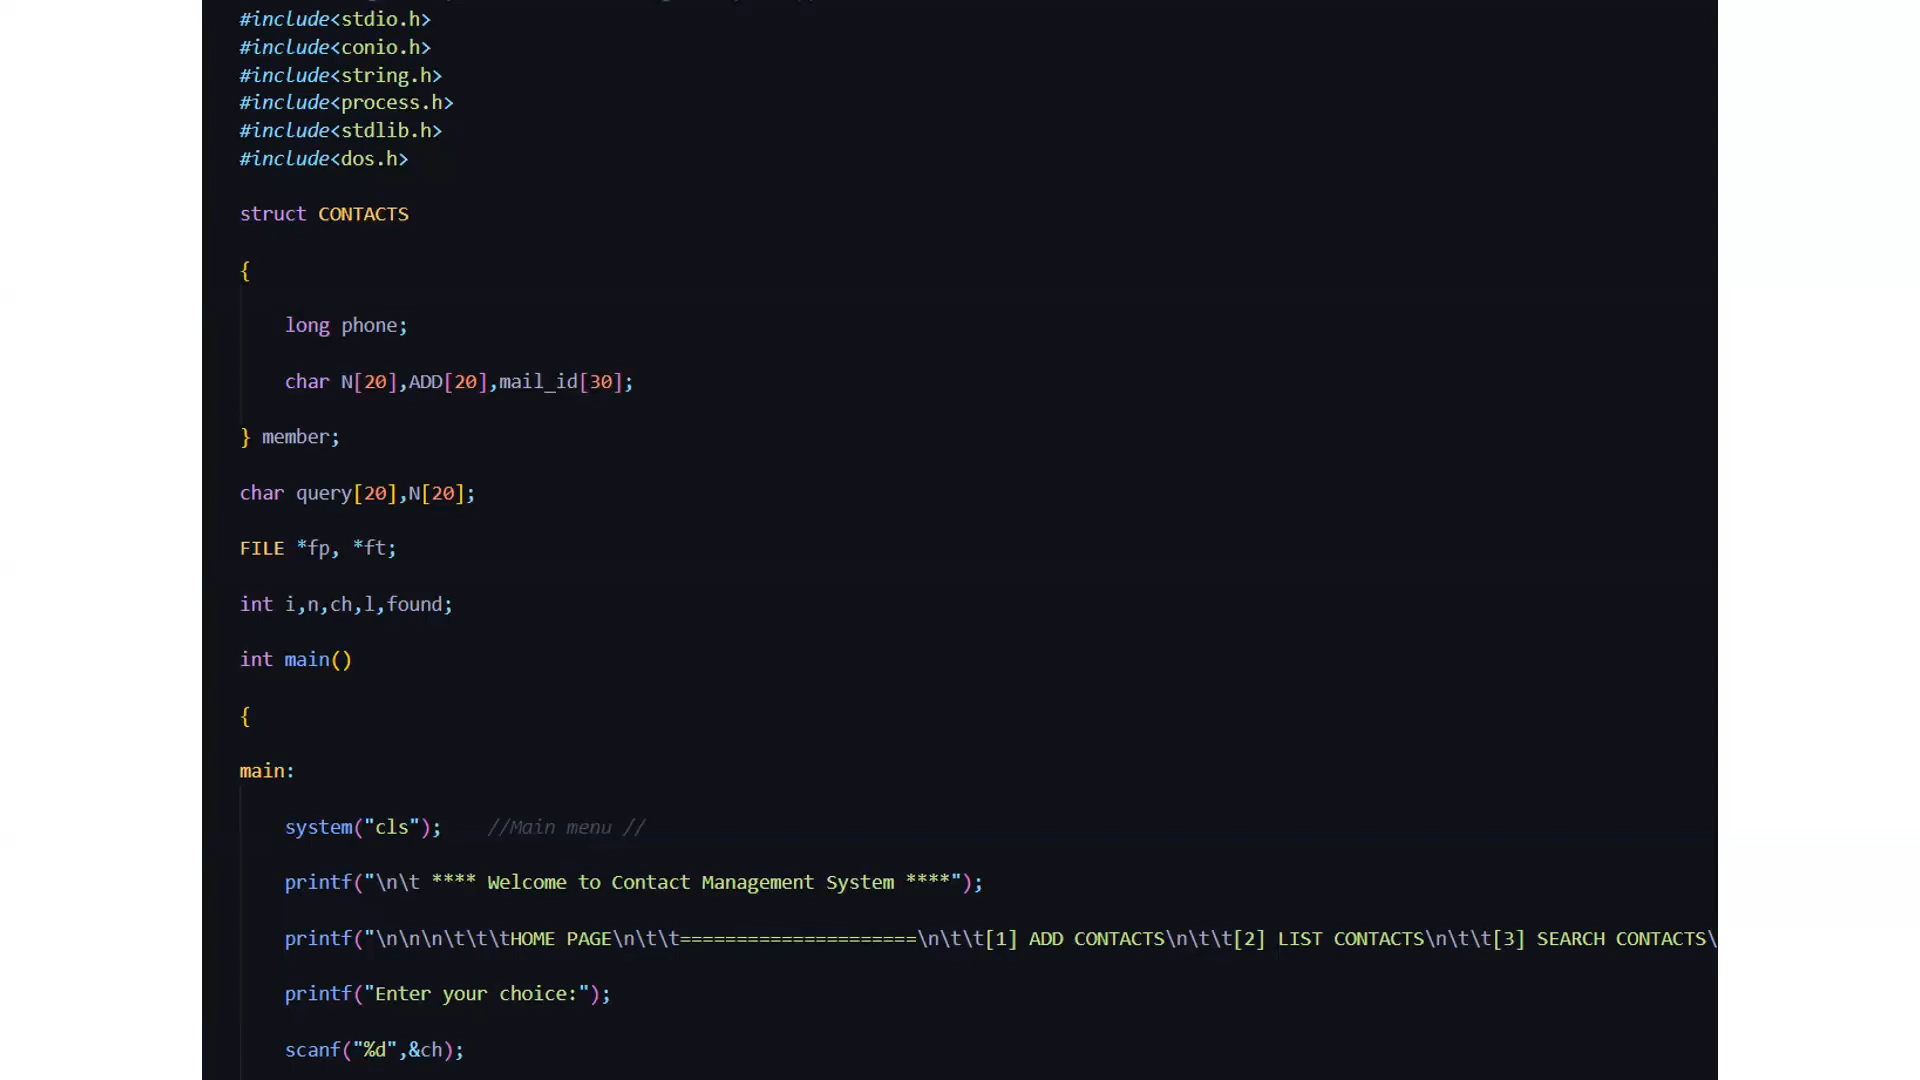 #include<stdio.h>
#include<conio.h>
#include<string.h>
#include<process.h>
#include<stdlib.h>
#include<dos.h>
struct CONTACTS
{
long phone;
char N[20],ADD[20],mail_id[30];
} member;
char query[20],N[20];
FILE *fp, *ft;
int i,n,ch,l,found;
int main()
{
main:
system("cls");    //Main menu //
printf("\n\t **** Welcome to Contact Management System ****");
printf("\n\n\n\t\t\tHOME PAGE\n\t\t=====================\n\t\t[1] ADD CONTACTS\n\t\t[2] LIST CONTACTS\n\t\t[3] SEARCH CONTACTS\
printf("Enter your choice:");
scanf("%d",&ch);